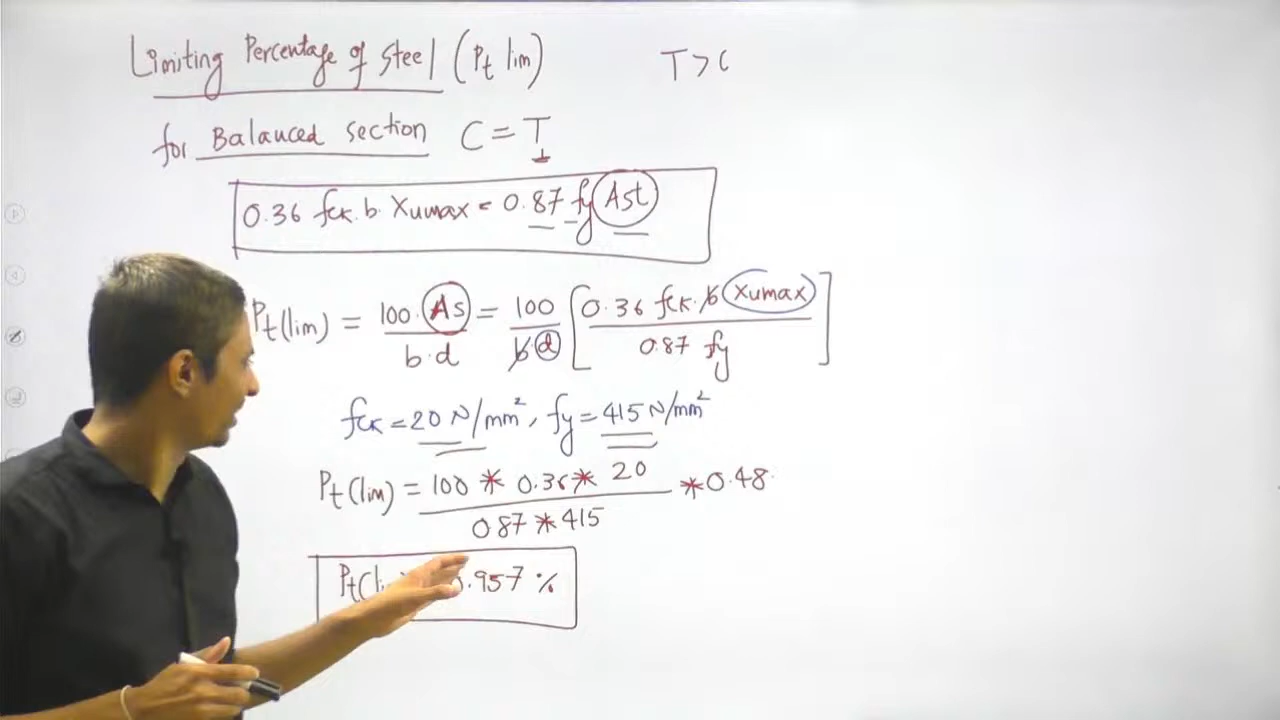 Limiting Percentage of Steel (Pt lim)
T > C
for Balanced section C = T
0.36 fck. b. Xumax = 0.87 fy Ast
Pt(lim) = 100. As / b. d = 100 / b. d [ 0.36 fck. b Xumax / 0.87 fy ]
fck = 20 N/mm², fy = 415 N/mm²
Pt(lim) = 100 * 0.36 * 20 / 0.87 * 415 * 0.48.
Pt(li .957 %